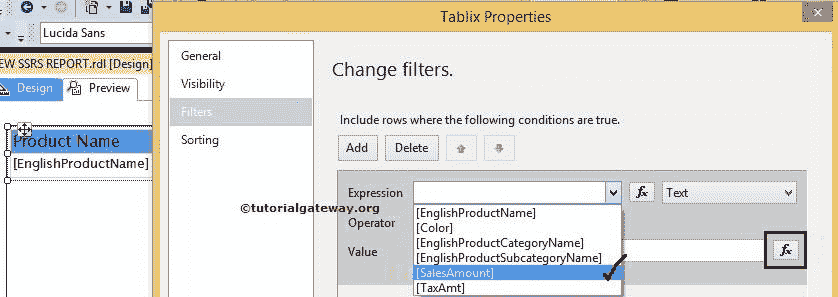 Tablix Properties
Lucida Sans
EW SSRS REPORT.rdl [Design]
Design Preview
Product Name
[EnglishProductName]
General
Visibility
Filters
Sorting
Change filters.
Include rows where the following conditions are true.
Add Delete
Expression fx Text
©tutorialgateway.org
[EnglishProductName]
[Color]
Operator
[EnglishProductCategoryName]
Value
[EnglishProductSubcategoryName]
fx
[SalesAmount]
[TaxAmt]